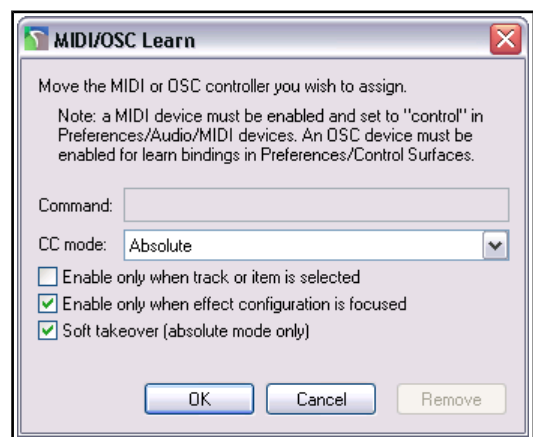 MIDI/OSC Learn
Move the MIDI or OSC controller you wish to assign.
Note: a MIDI device must be enabled and set to "control" in
Preferences/Audio/MIDI devices. An OSC device must be
enabled for learn bindings in Preferences/Control Surfaces.
Command:
CC mode: Absolute
Enable only when track or item is selected
Enable only when effect configuration is focused
Soft takeover (absolute mode only)
OK Cancel Remove